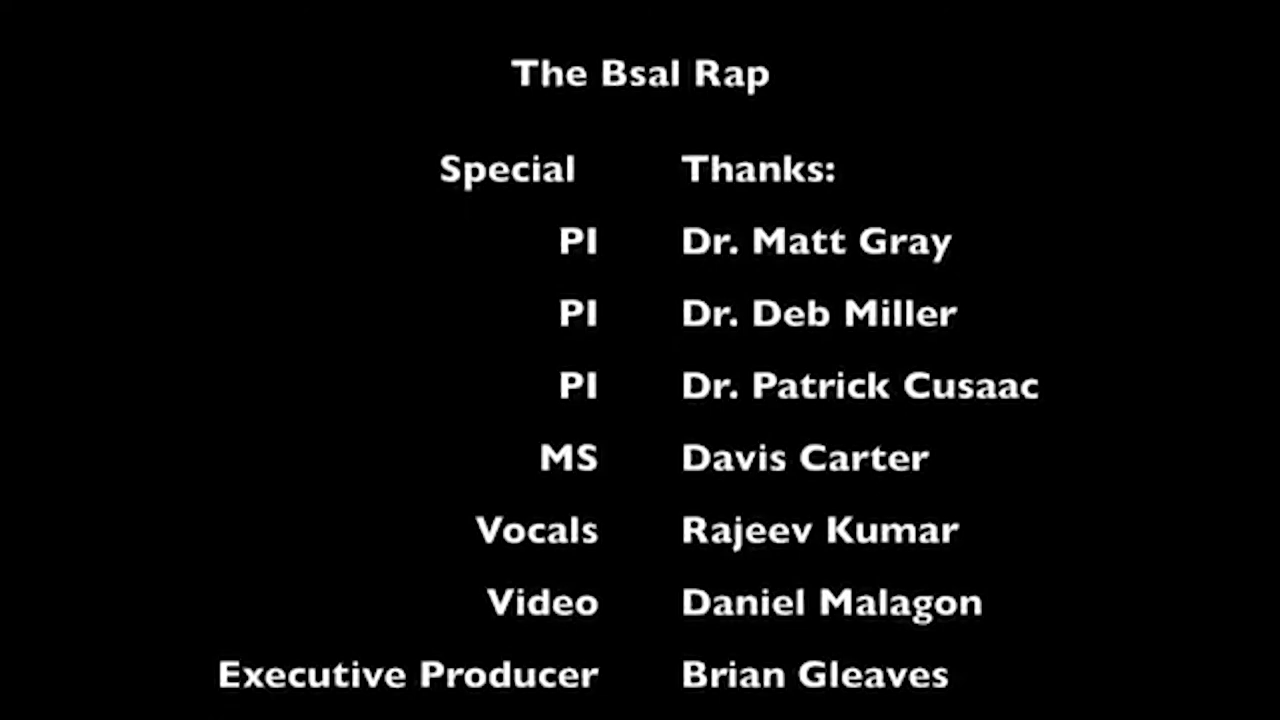 The Bsal Rap
Special Thanks:
PI Dr. Matt Gray
PI Dr. Deb Miller
PI Dr. Patrick Cusaac
MS Davis Carter
Vocals Rajeev Kumar
Video Daniel Malagon
Executive Producer Brian Gleaves